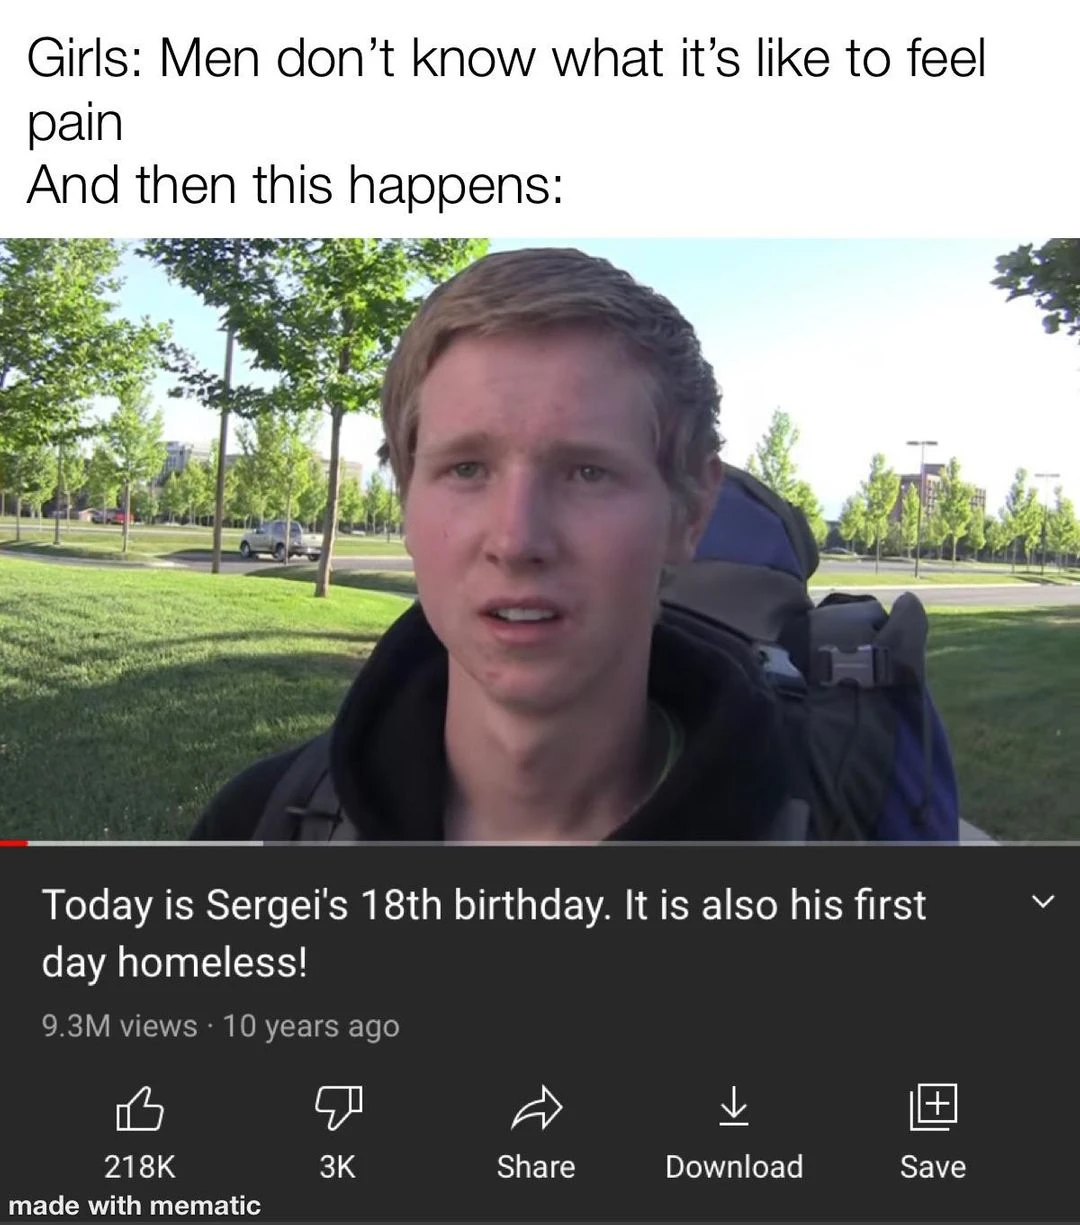 Girls: Men don’t know what it’s like to feel
pain
And then this happens:
Today is Sergei's 18th birthday. It is also his first
day homeless!
9.3M views · 10 years ago
218K
3K
Share
Download
Save
made with mematic